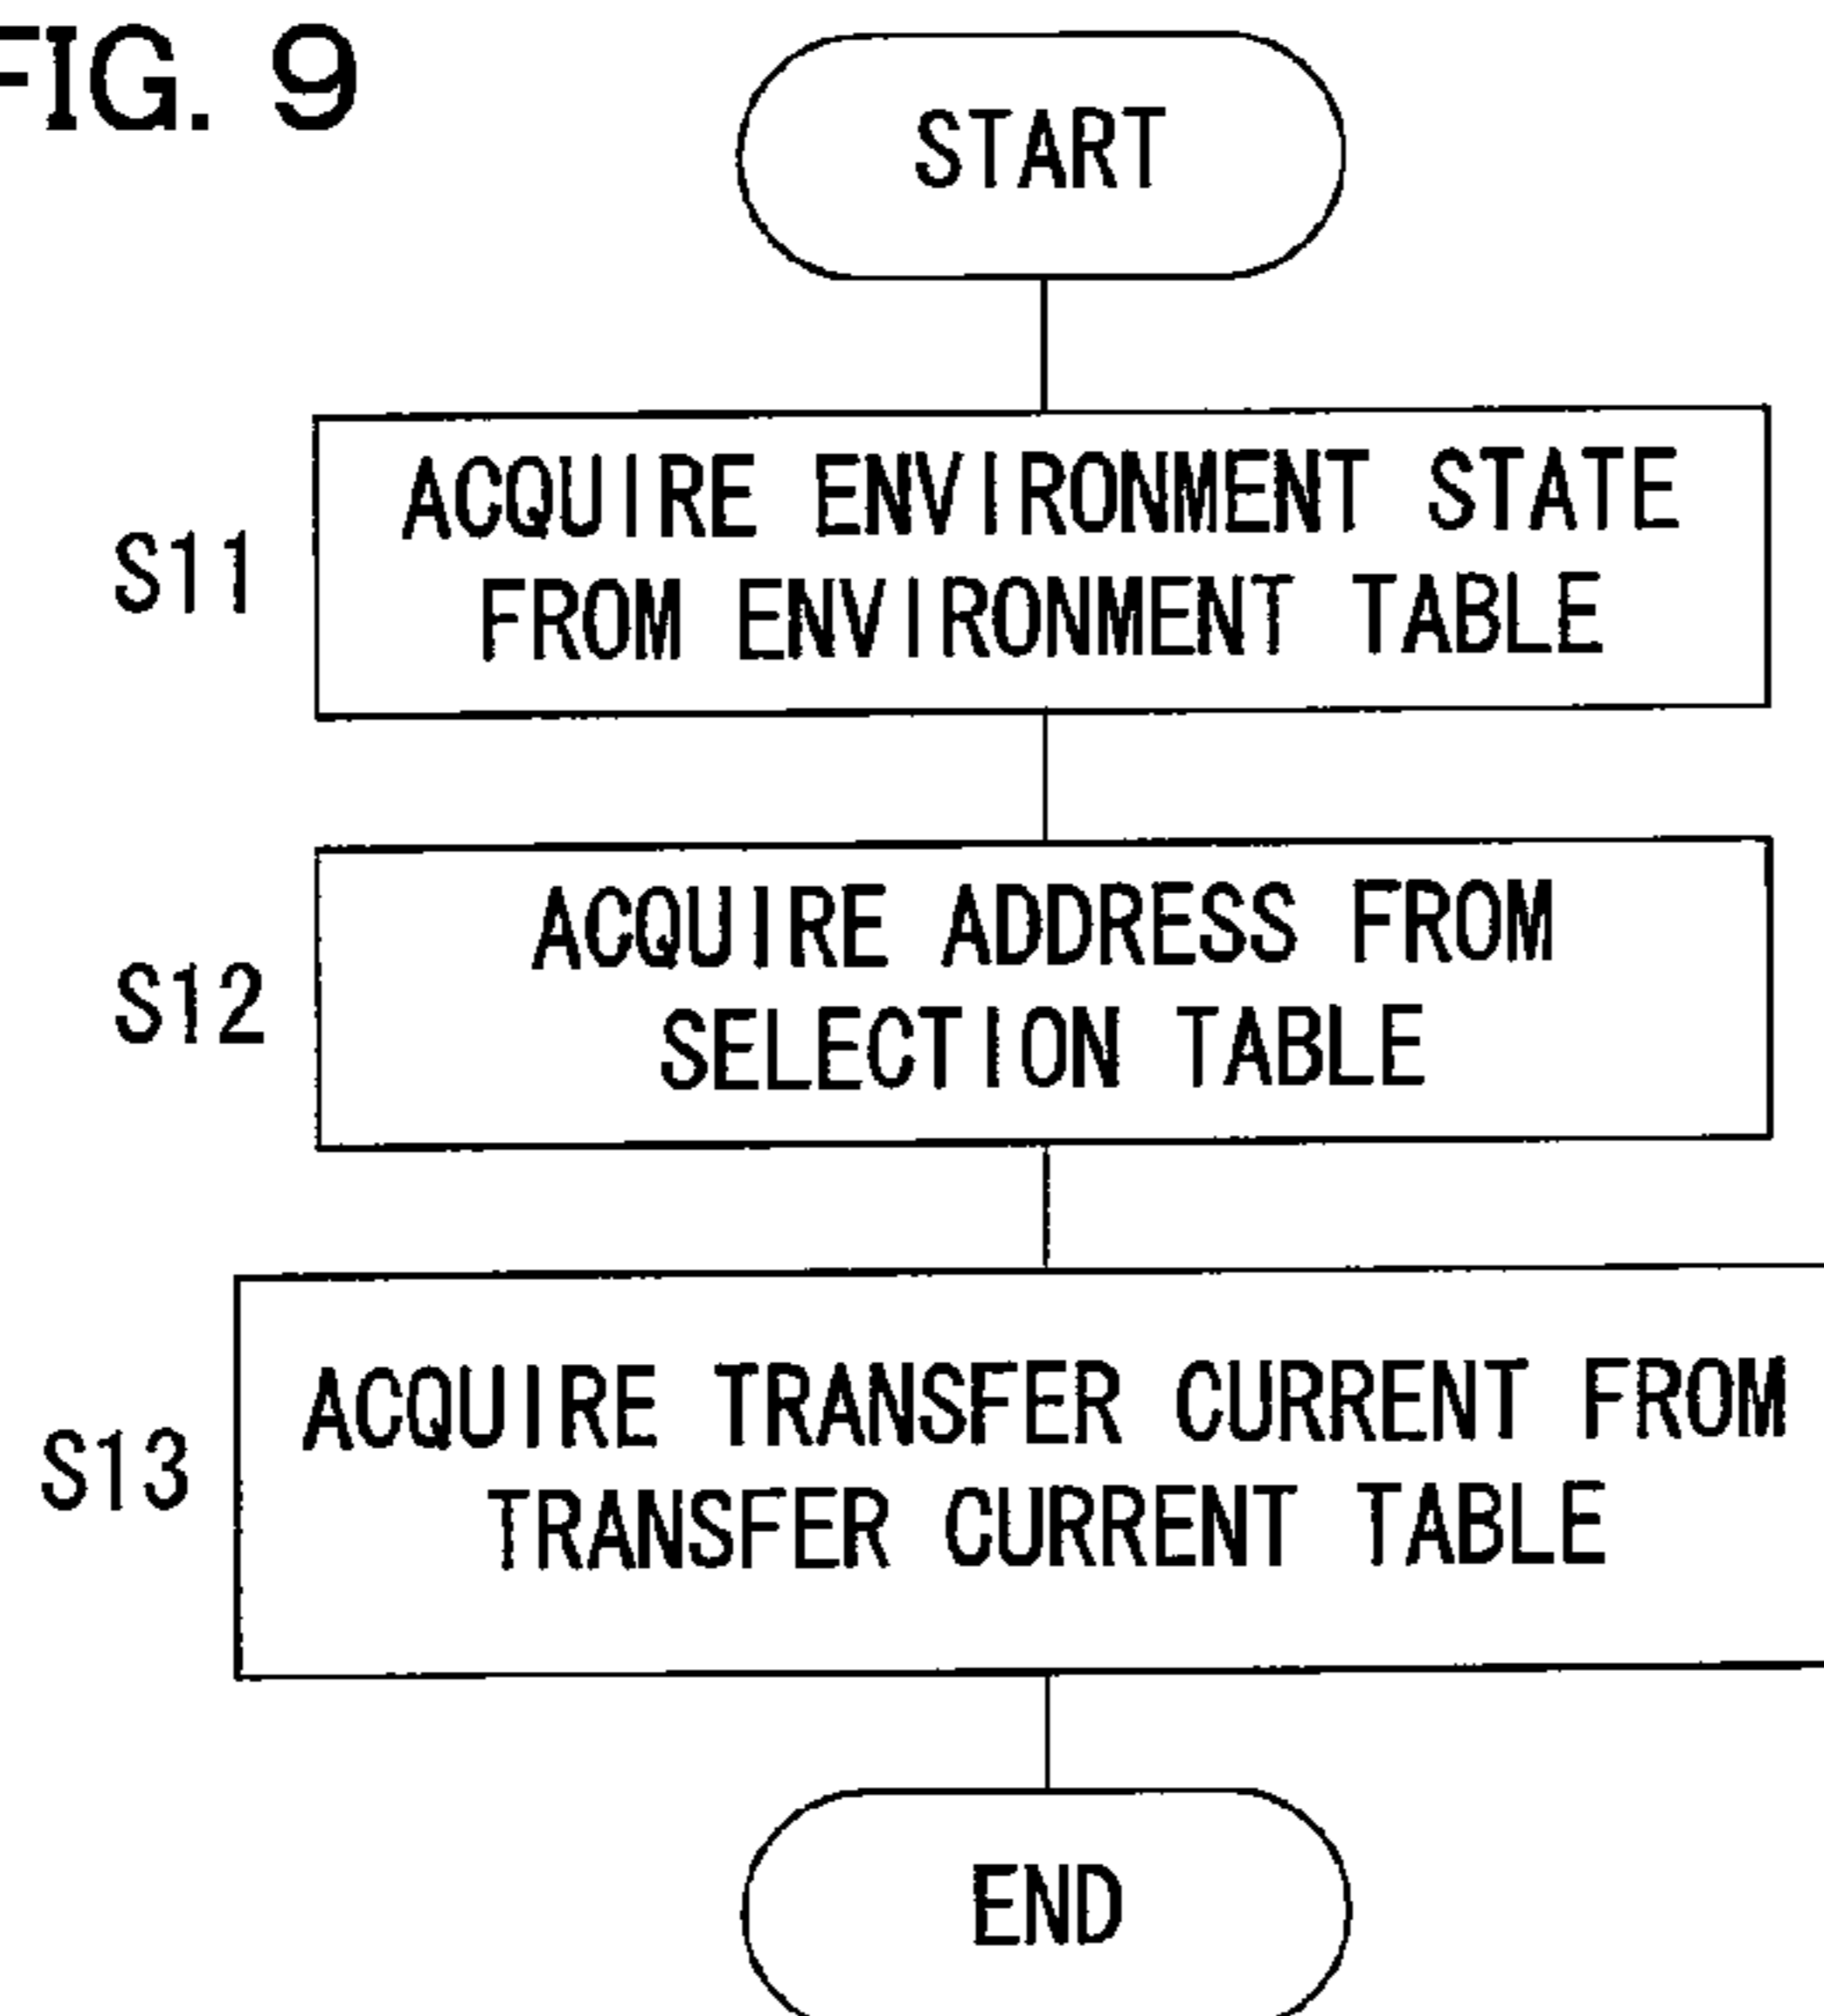 FIG. 9
START
S11
ACQUIRE ENVIRONMENT STATE
FROM ENVIRONMENT TABLE
S12
ACQUIRE ADDRESS FROM
SELECTION TABLE
S13
ACQUIRE TRANSFER CURRENT FROM
TRANSFER CURRENT TABLE
END